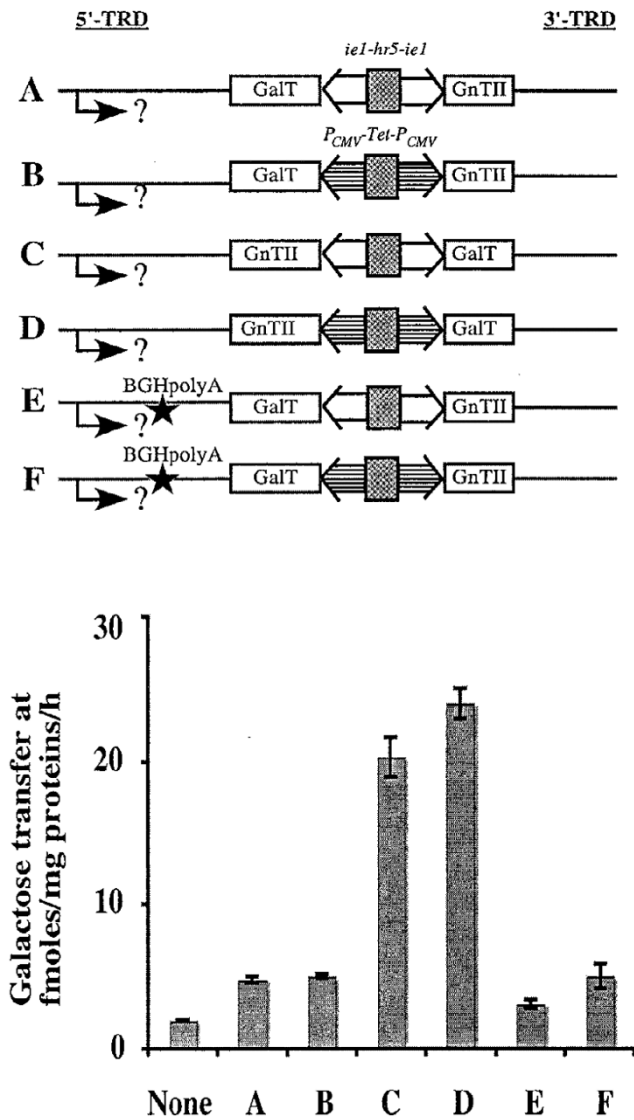 5'-TRD 3'-TRD
ie1-hr5-ie1
A ? GalT GnTII
P_CMV-Tet-P_CMV
B ? GalT GnTII
C ? GnTII GalT
D ? GnTII GalT
BGHpolyA
E ? GalT GnTII
BGHpolyA
F ? GalT GnTII
Galactose transfer at
fmoles/mg proteins/h
30
20
10
0
None A B C D E F